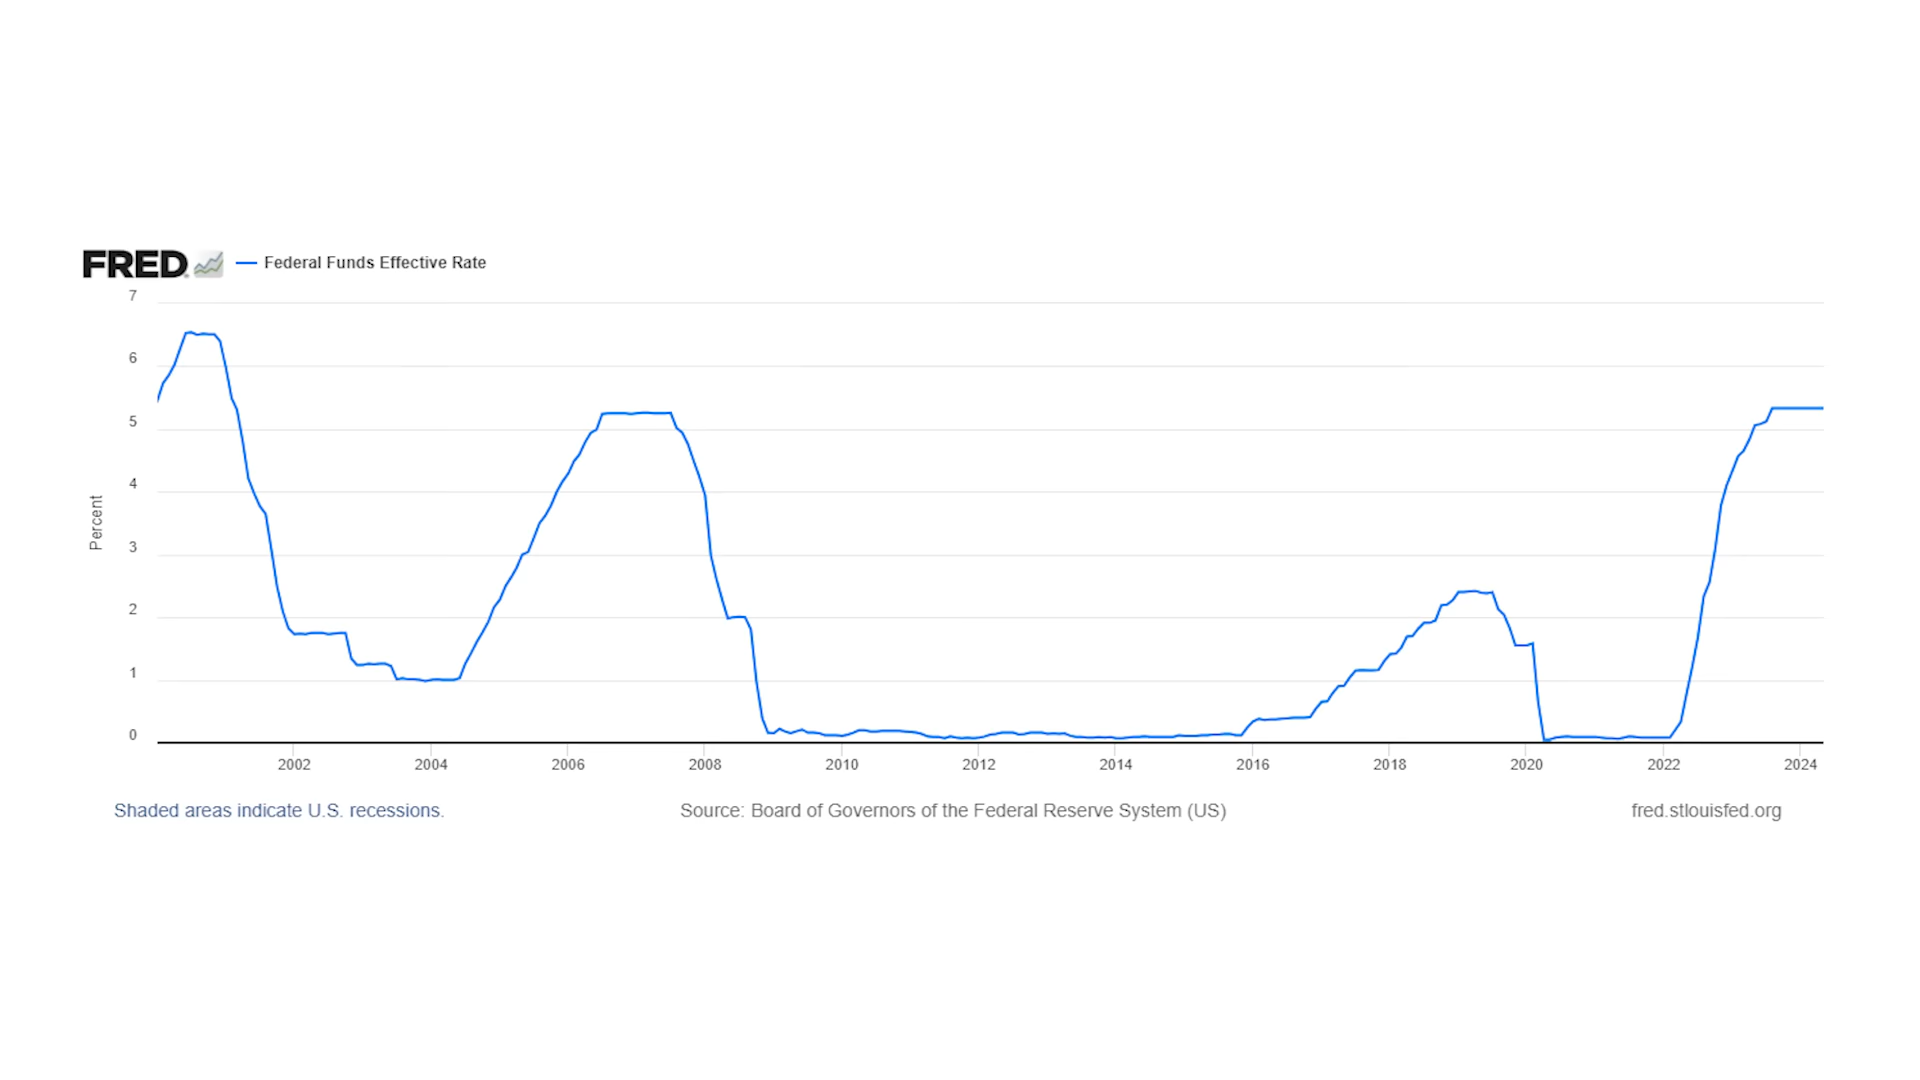 FRED
Federal Funds Effective Rate
7
6
5
4
3
2
1
0
Percent
2002 2004 2006 2008 2010 2012 2014 2016 2018 2020 2022 2024
Shaded areas indicate U.S. recessions. Source: Board of Governors of the Federal Reserve System (US) fred.stlouisfed.org